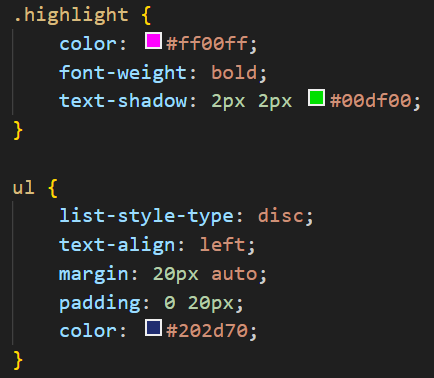 .highlight {
    color: #ff00ff;
    font-weight: bold;
    text-shadow: 2px 2px #00df00;
}

ul {
    list-style-type: disc;
    text-align: left;
    margin: 20px auto;
    padding: 0 20px;
    color: #202d70;
}